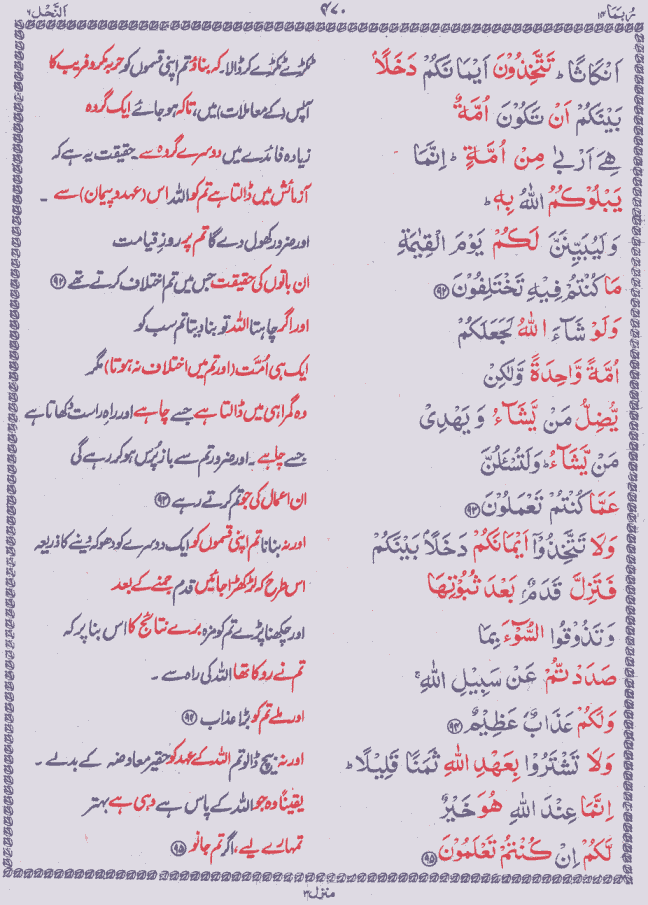 رُبَمَا ۱۴
۴۷۰
اَلنَّحْل ۱۶
اَنْكَاثًا ؕ تَتَّخِذُوْنَ اَيْمَانَكُمْ دَخَلًاۢ
ٹکڑے ٹکڑے کر ڈالا۔ کہ بناؤ تم اپنی قسموں کو حربہ مکر و فریب کا
بَيْنَكُمْ اَنْ تَكُوْنَ اُمَّةٌ
آپس (کے معاملات) میں، تاکہ ہو جائے ایک گروہ
هِيَ اَرْبٰى مِنْ اُمَّةٍ ؕ اِنَّمَا
زیادہ فائدے میں دوسرے گروہ سے۔ حقیقت یہ ہے کہ
يَبْلُوْكُمُ اللّٰهُ بِهٖ ؕ
آزمائش میں ڈالتا ہے تم کو اللہ اس (عہد و پیمان) سے ۔
وَلَيُبَيِّنَنَّ لَكُمْ يَوْمَ الْقِيٰمَةِ
اور ضرور کھول دے گا تم پر روزِ قیامت
مَا كُنْتُمْ فِيْهِ تَخْتَلِفُوْنَ ۹۲
ان باتوں کی حقیقت جس میں تم اختلاف کرتے تھے ۹۲
وَلَوْ شَآءَ اللّٰهُ لَجَعَلَكُمْ
اور اگر چاہتا اللہ تو بنا دیتا تم سب کو
اُمَّةً وَّاحِدَةً وَّلٰكِنْ
ایک ہی اُمّت (اور تم میں اختلاف نہ ہوتا) مگر
يُّضِلُّ مَنْ يَّشَآءُ وَيَهْدِيْ
وہ گمراہی میں ڈالتا ہے جسے چاہے اور راہِ راست دکھاتا ہے
مَنْ يَّشَآءُ ؕ وَلَتُسْئَلُنَّ
جسے چاہے ۔ اور ضرور تم سے باز پُرس ہو کر رہے گی
عَمَّا كُنْتُمْ تَعْمَلُوْنَ ۹۳
ان اعمال کی جو تم کرتے رہے ۹۳
وَلَا تَتَّخِذُوْۤا اَيْمَانَكُمْ دَخَلًاۢ بَيْنَكُمْ
اور نہ بنانا تم اپنی قسموں کو ایک دوسرے کو دھوکہ دینے کا ذریعہ
فَتَزِلَّ قَدَمٌۢ بَعْدَ ثُبُوْتِهَا
اس طرح کہ لڑکھڑا جائیں قدم جمنے کے بعد
وَتَذُوْقُوا السُّوْٓءَ بِمَا
اور چکھنا پڑے تم کو مزہ بُرے نتائج کا اس بنا پر کہ
صَدَدْتُّمْ عَنْ سَبِيْلِ اللّٰهِ ۚ
تم نے روکا تھا اللہ کی راہ سے ۔
وَلَكُمْ عَذَابٌ عَظِيْمٌ ۹۴
اور ملے تم کو بڑا عذاب ۹۴
وَلَا تَشْتَرُوْا بِعَهْدِ اللّٰهِ ثَمَنًا قَلِيْلًا ؕ
اور نہ بیچ ڈالو تم اللہ کے عہد کو حقیر معاوضہ کے بدلے ۔
اِنَّمَا عِنْدَ اللّٰهِ هُوَ خَيْرٌ
یقیناً وہ جو اللہ کے پاس ہے وہی ہے بہتر
لَّكُمْ اِنْ كُنْتُمْ تَعْلَمُوْنَ ۹۵
تمہارے لیے، اگر تم جانو ۹۵
منزل ۳